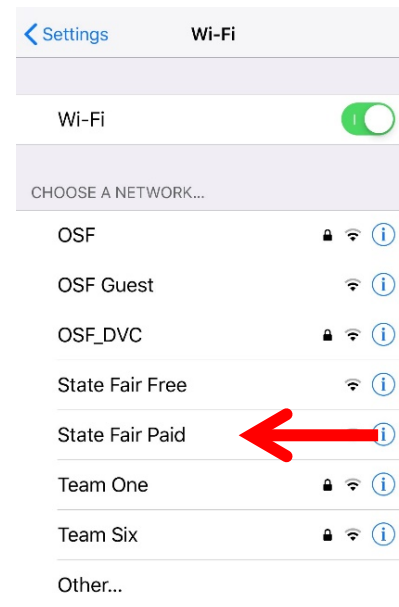 Settings Wi-Fi
Wi-Fi
CHOOSE A NETWORK...
OSF
OSF Guest
OSF_DVC
State Fair Free
State Fair Paid
Team One
Team Six
Other...